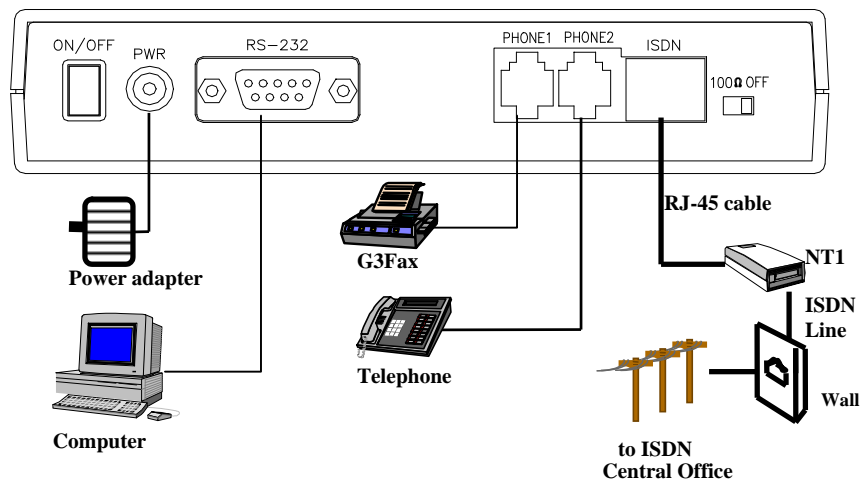 ON/OFF
PWR
RS-232
PHONE1
PHONE2
ISDN
100Ω OFF
RJ-45 cable
Power adapter
G3Fax
NT1
ISDN
Line
Telephone
Wall
Computer
to ISDN
Central Office